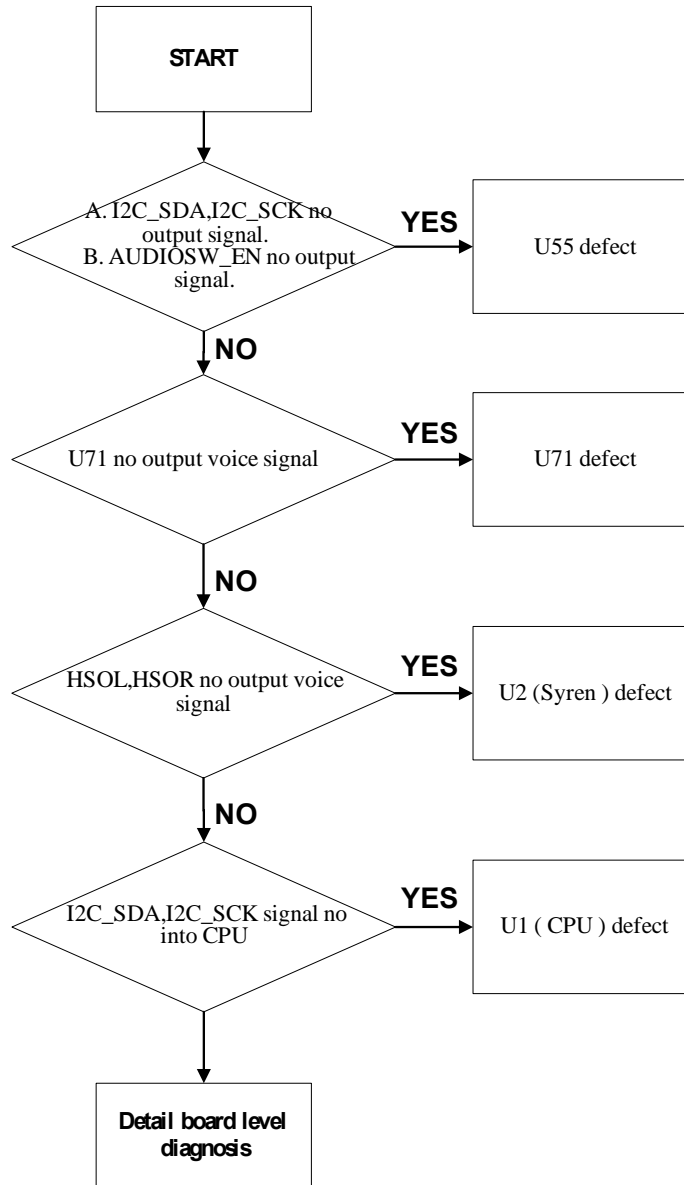 START
A. I2C_SDA,I2C_SCK no
output signal.
B. AUDIOSW_EN no output
signal.
YES
U55 defect
NO
U71 no output voice signal
YES
U71 defect
NO
HSOL,HSOR no output voice
signal
YES
U2 (Syren ) defect
NO
I2C_SDA,I2C_SCK signal no
into CPU
YES
U1 ( CPU ) defect
Detail board level
diagnosis